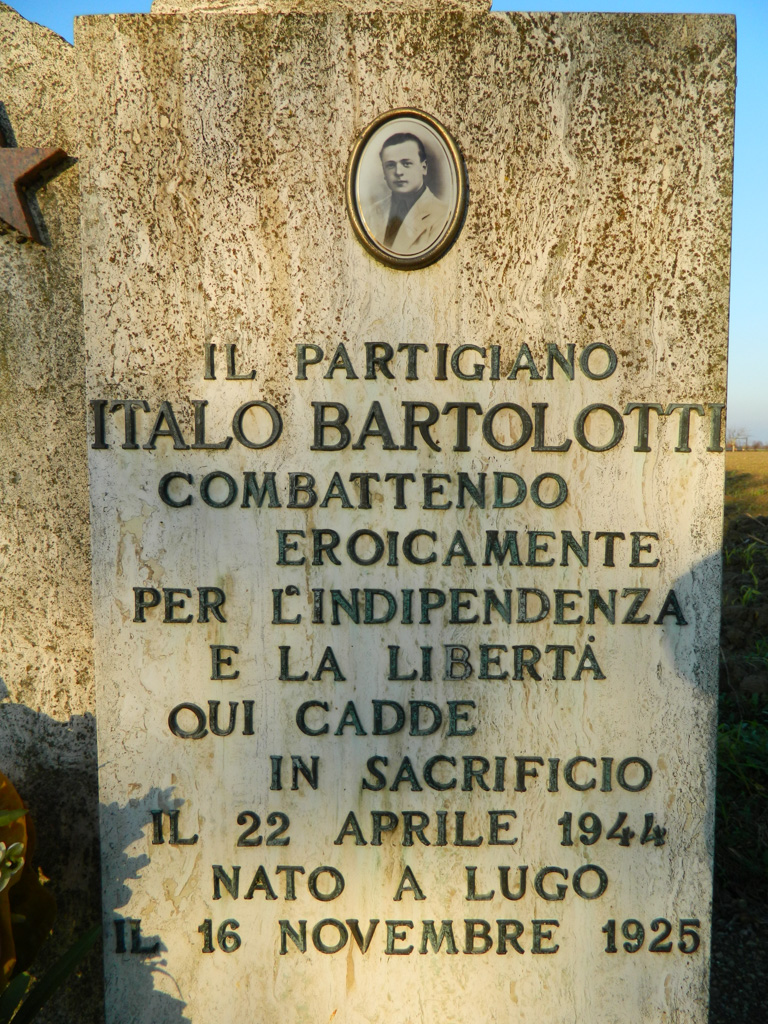 IL PARTIGIANO
ITALO BARTOLOTTI
COMBATTENDO
EROICAMENTE
PER L'INDIPENDENZA
E LA LIBERTÀ
QUI CADDE
IN SACRIFICIO
IL 22 APRILE 1944
NATO A LUGO
IL 16 NOVEMBRE 1925